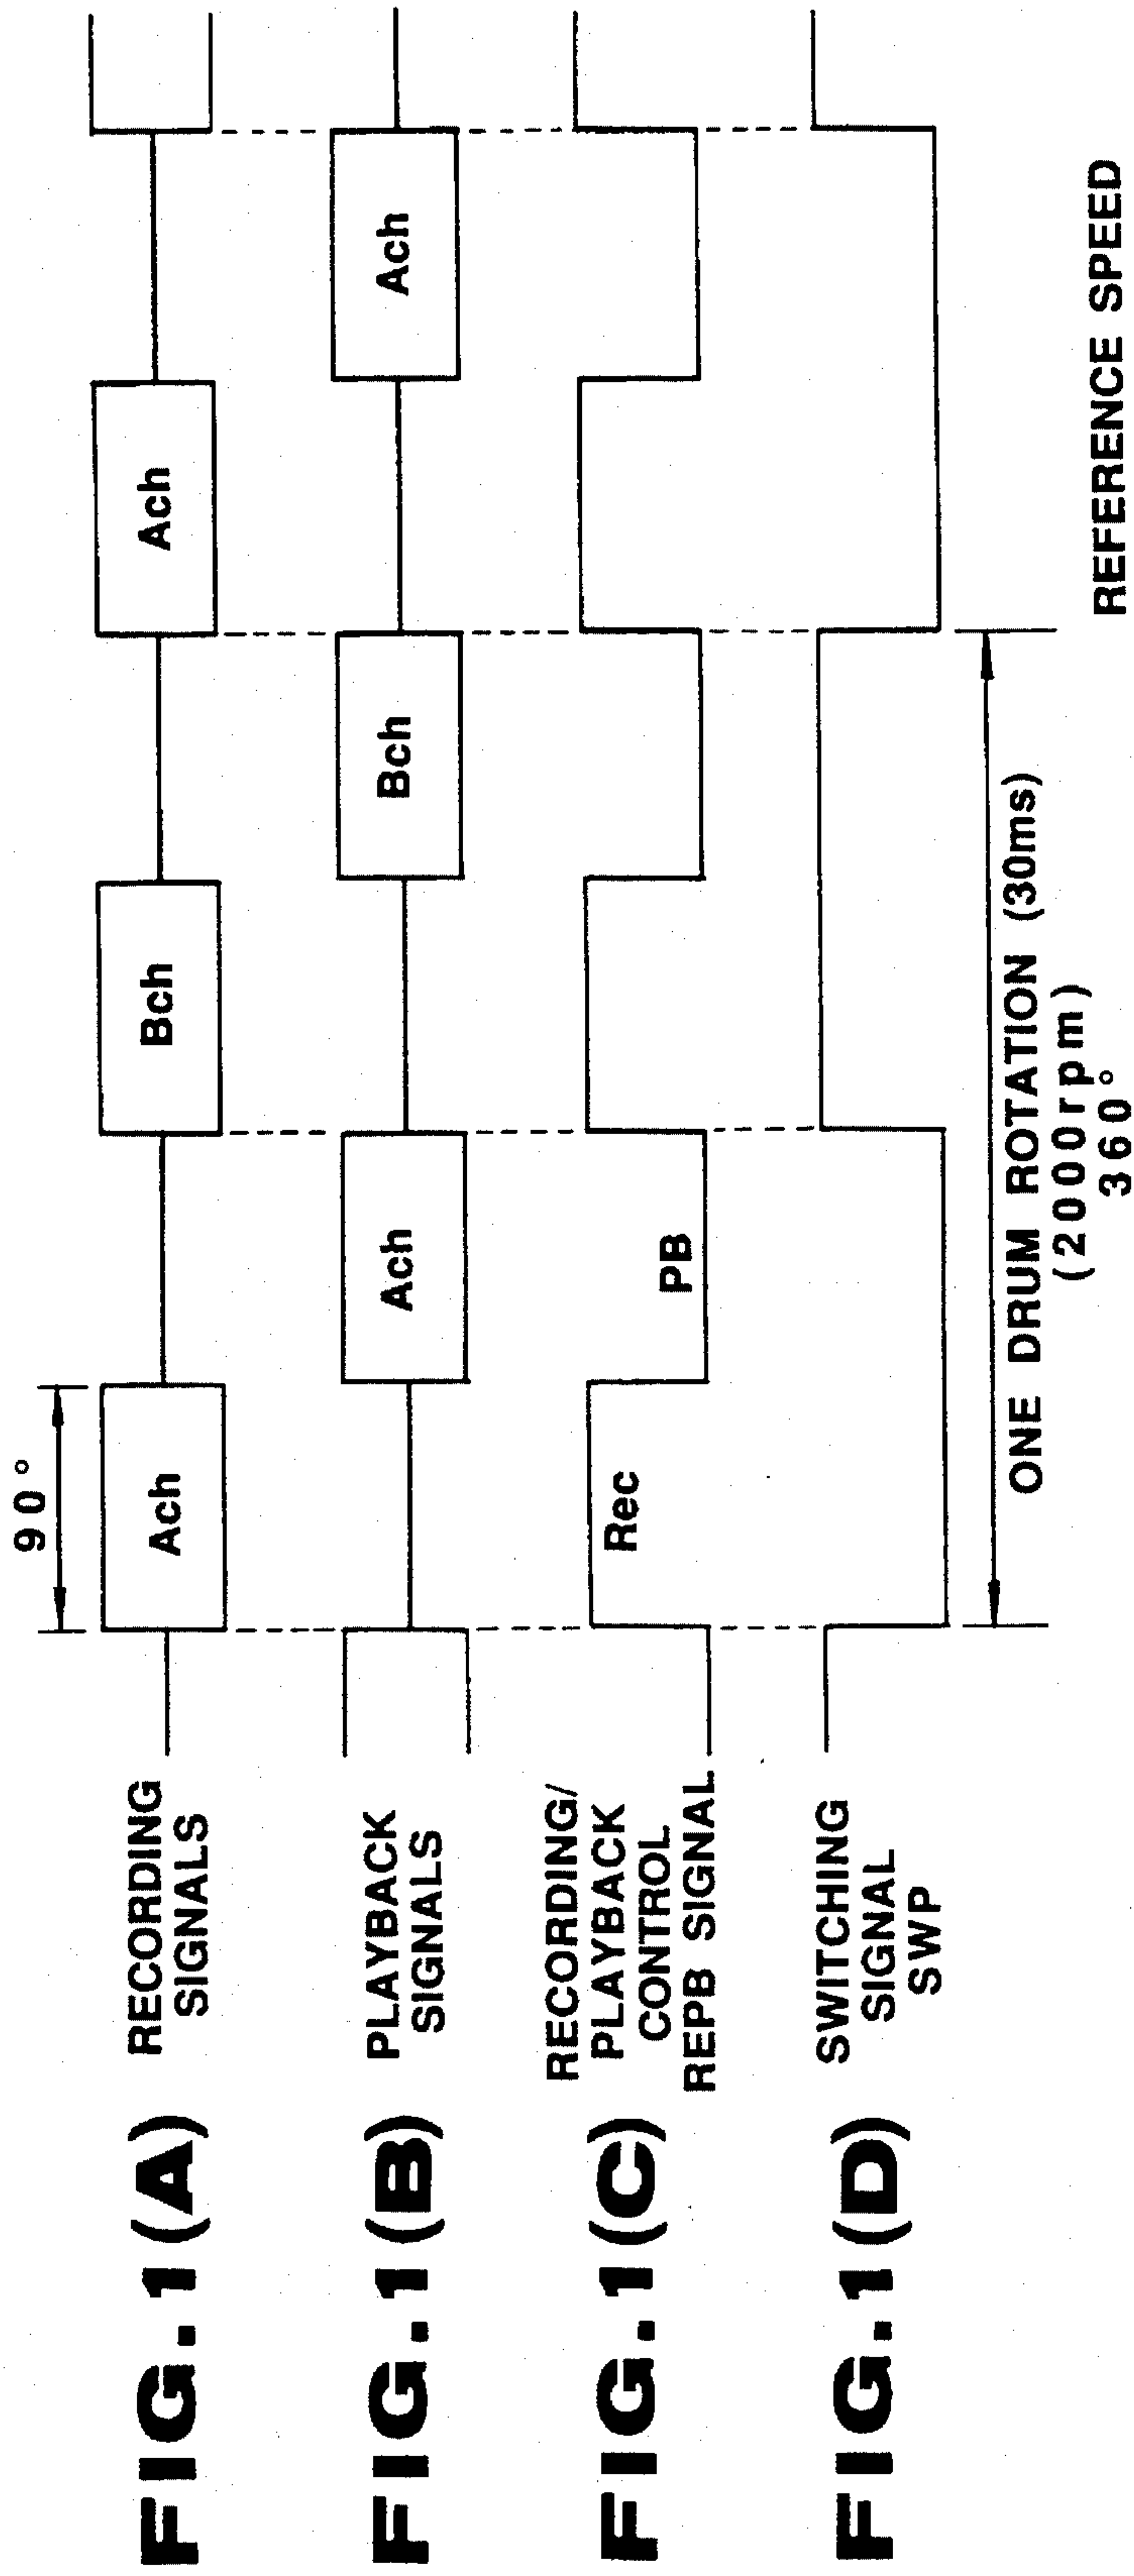 FIG.1(A)
RECORDING
SIGNALS
90°
Ach
Bch
Ach
FIG.1(B)
PLAYBACK
SIGNALS
Ach
Bch
Ach
FIG.1(C)
RECORDING/
PLAYBACK
CONTROL
REPB SIGNAL
Rec
PB
FIG.1(D)
SWITCHING
SIGNAL
SWP
ONE DRUM ROTATION (30ms)
(2000rpm)
360°
REFERENCE SPEED